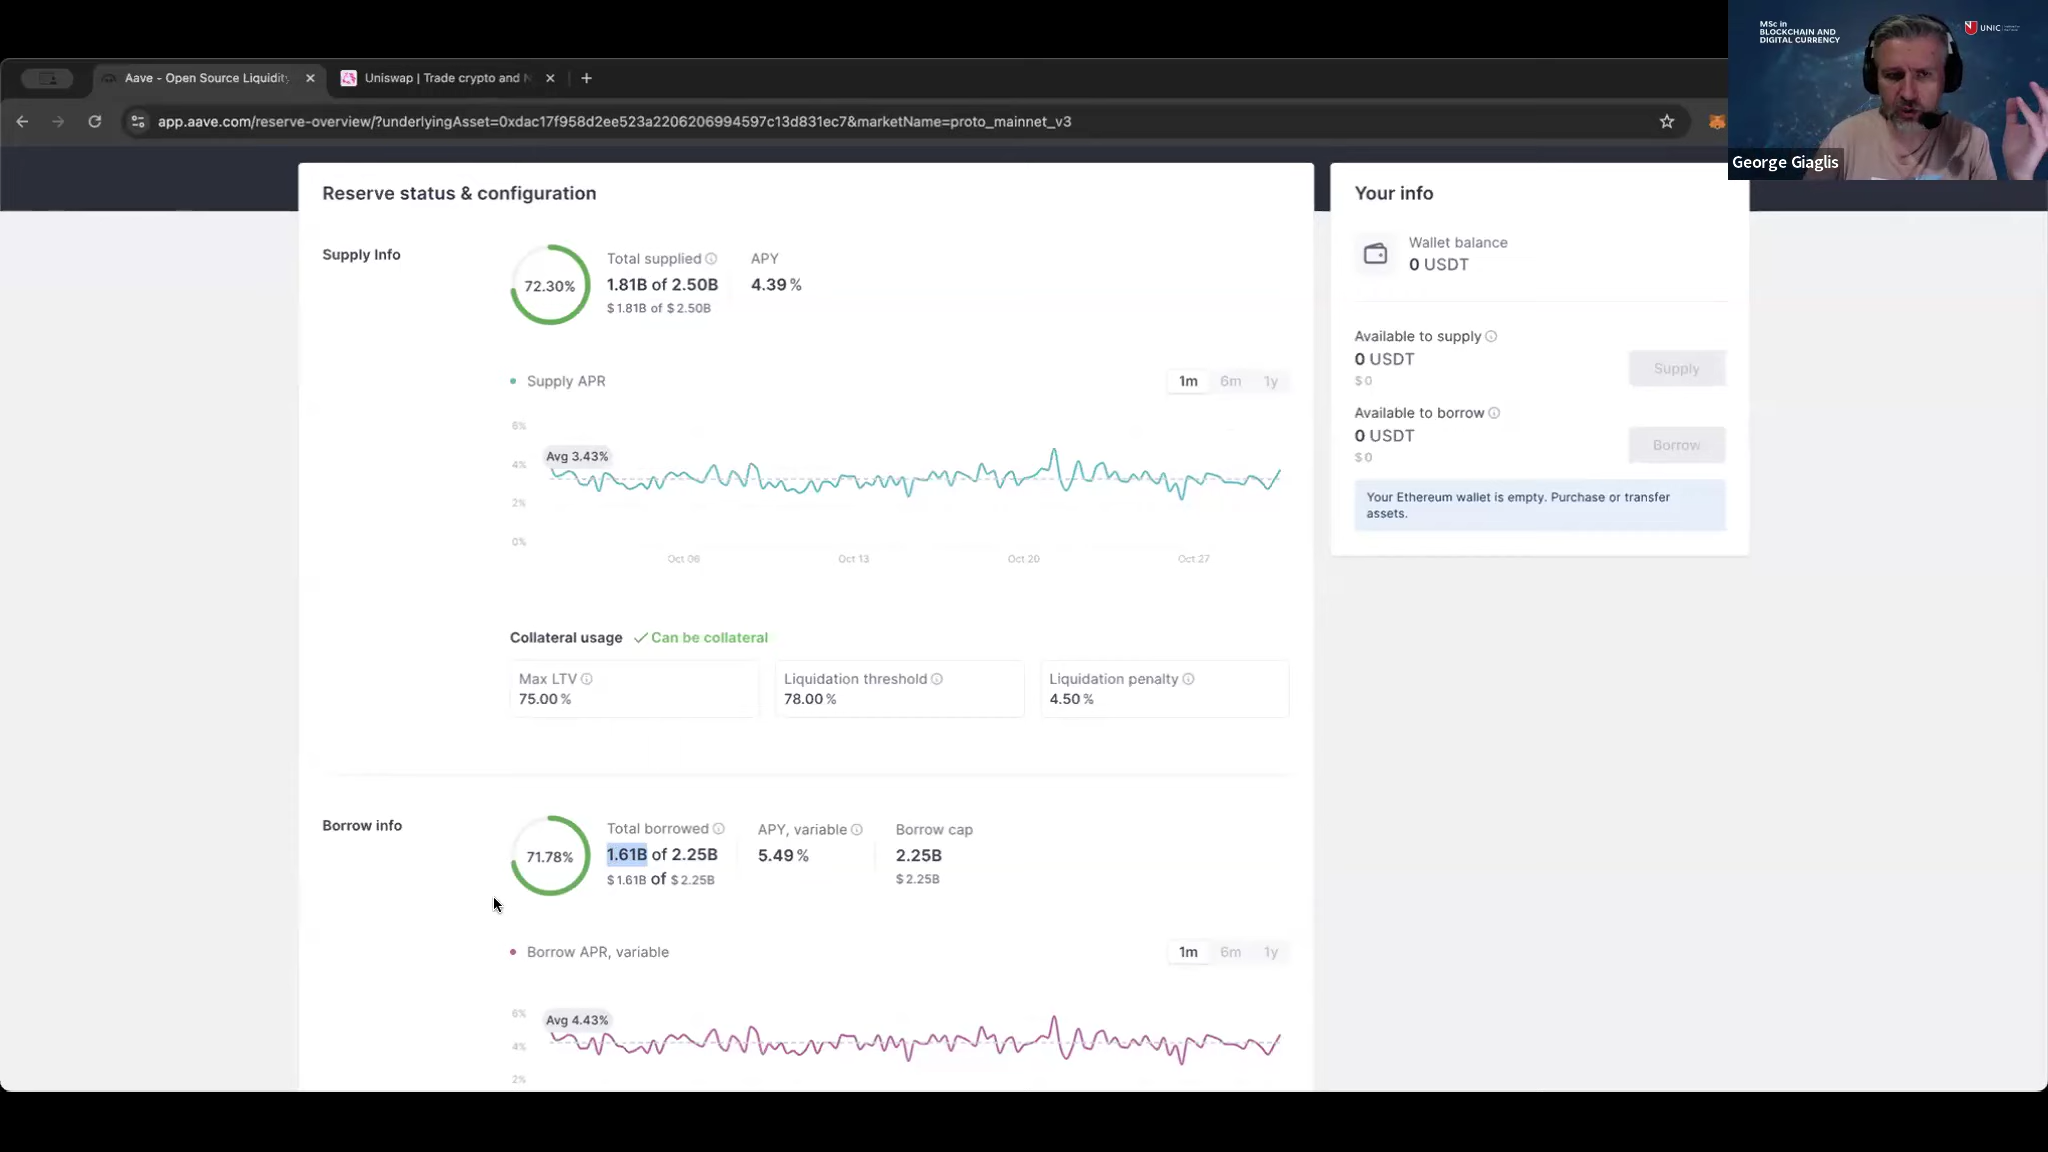 MSc in
BLOCKCHAIN AND
DIGITAL CURRENCY
UNIC
George Giaglis
Aave - Open Source Liquidity
Uniswap | Trade crypto and N
app.aave.com/reserve-overview/?underlyingAsset=0xdac17f958d2ee523a2206206994597c13d831ec7&marketName=proto_mainnet_v3
Reserve status & configuration
Supply Info
72.30%
Total supplied
1.81B of 2.50B
$ 1.81B of $ 2.50B
APY
4.39 %
Supply APR
1m 6m 1y
6%
4%
2%
0%
Avg 3.43%
Oct 06 Oct 13 Oct 20 Oct 27
Collateral usage Can be collateral
Max LTV
75.00 %
Liquidation threshold
78.00 %
Liquidation penalty
4.50 %
Borrow info
71.78%
Total borrowed
1.61B of 2.25B
$ 1.61B of $ 2.25B
APY, variable
5.49 %
Borrow cap
2.25B
$ 2.25B
Borrow APR, variable
1m 6m 1y
6%
4%
2%
Avg 4.43%
Your info
Wallet balance
0 USDT
Available to supply
0 USDT
$ 0
Supply
Available to borrow
0 USDT
$ 0
Borrow
Your Ethereum wallet is empty. Purchase or transfer
assets.